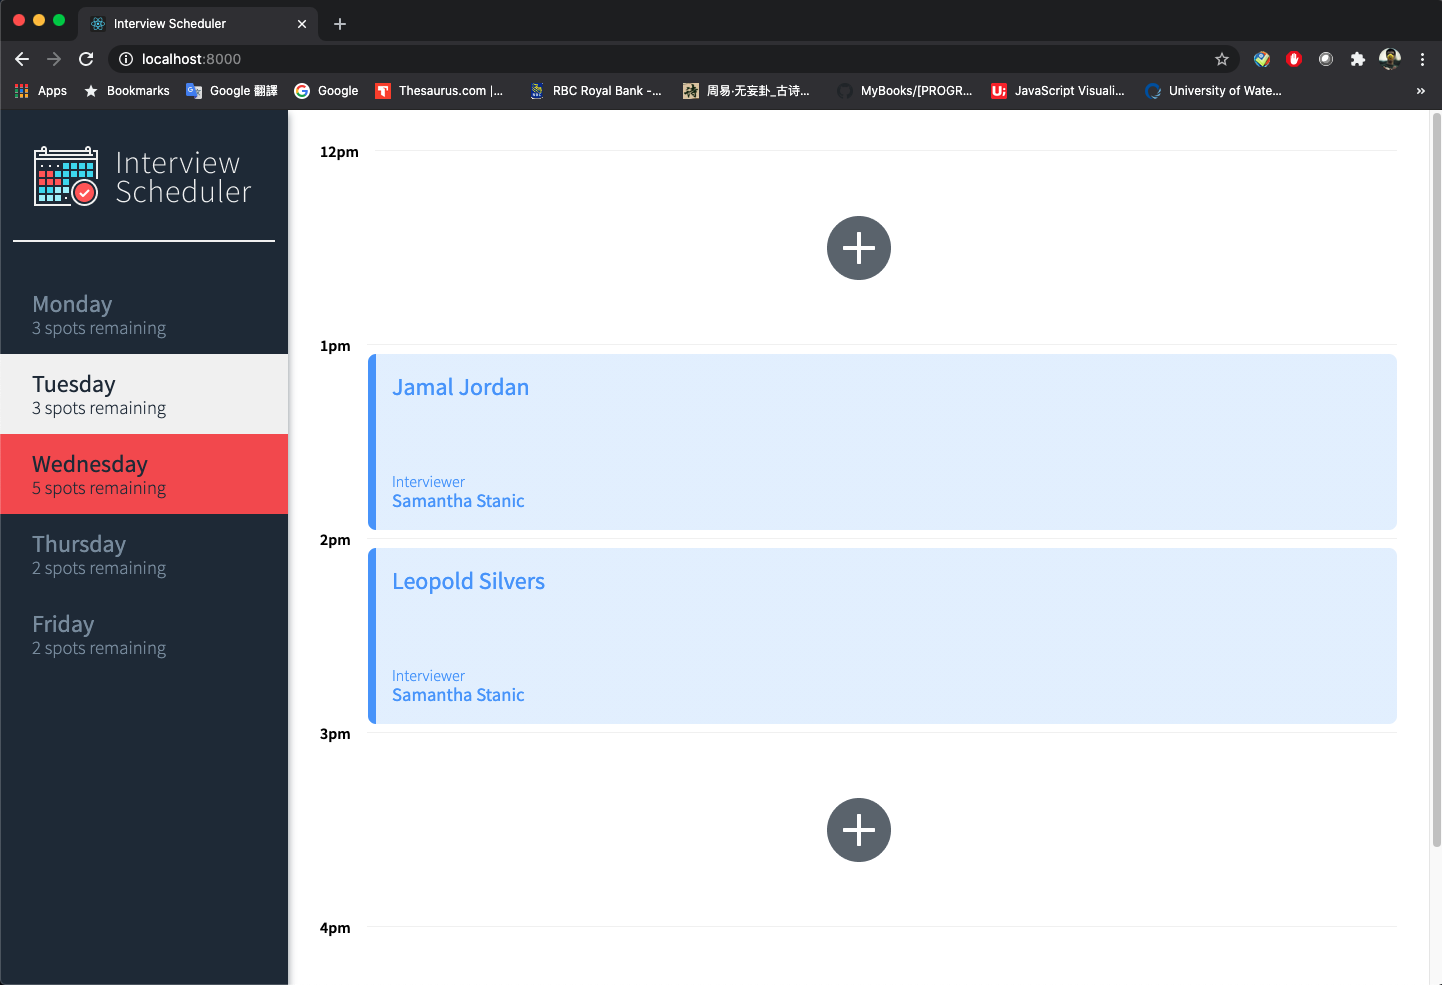 Interview Scheduler
localhost:8000
Apps
Bookmarks
Google 翻譯
Google
Thesaurus.com |...
RBC Royal Bank -...
周易·无妄卦_古诗...
MyBooks/[PROGR...
JavaScript Visuali...
University of Wate...
»
Interview
Scheduler
Monday
3 spots remaining
Tuesday
3 spots remaining
Wednesday
5 spots remaining
Thursday
2 spots remaining
Friday
2 spots remaining
12pm
1pm
Jamal Jordan
Interviewer
Samantha Stanic
2pm
Leopold Silvers
Interviewer
Samantha Stanic
3pm
4pm